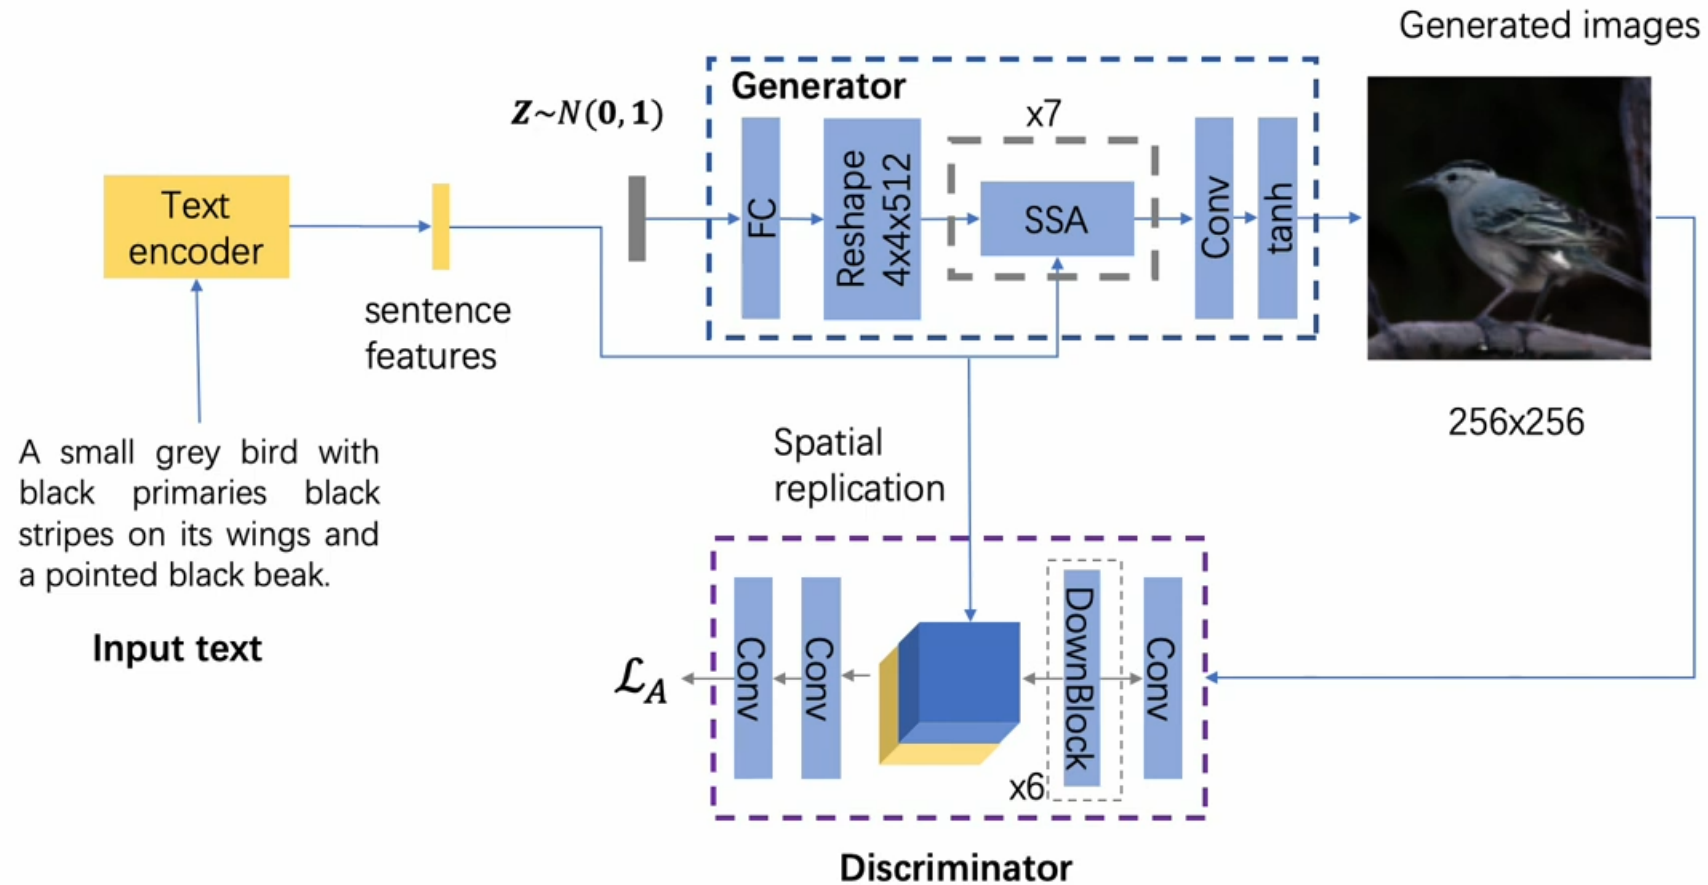 Generated images
Generator
x7
Z~N(0,1)
Text
encoder
FC
Reshape
4x4x512
SSA
Conv
tanh
sentence
features
256x256
A small grey bird with
black primaries black
stripes on its wings and
a pointed black beak.
Input text
Spatial
replication
ℒA
Conv
Conv
DownBlock
x6
Conv
Discriminator